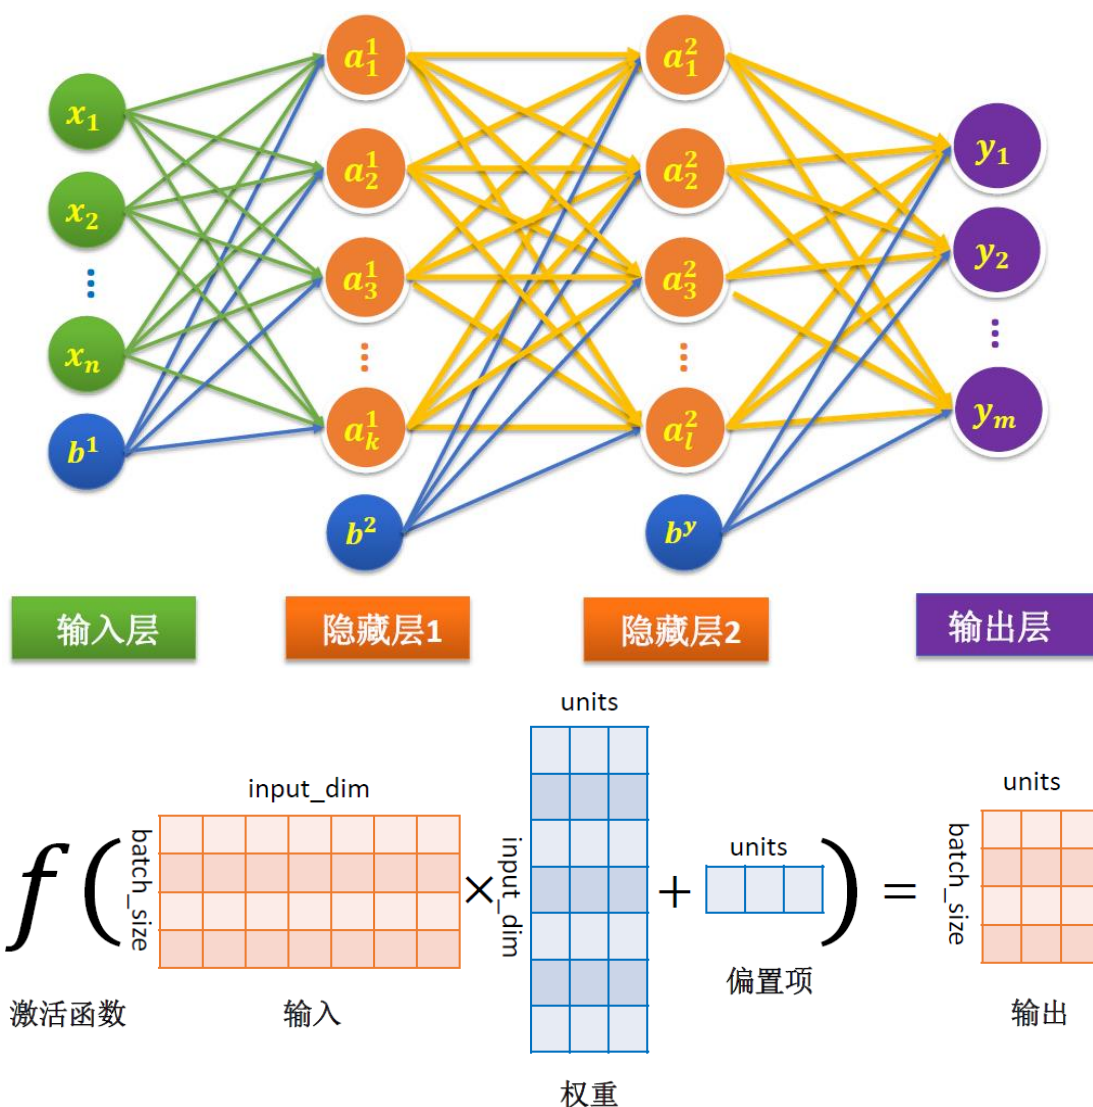 x₁
x₂
⋮
xₙ
b¹
a₁¹
a₂¹
a₃¹
⋮
aₖ¹
b²
a₁²
a₂²
a₃²
⋮
aₗ²
bʸ
y₁
y₂
⋮
yₘ
输入层 隐藏层1 隐藏层2 输出层
units
input_dim
units
f ( batch_size × input_dim + units ) = batch_size
激活函数 输入 权重 偏置项 输出